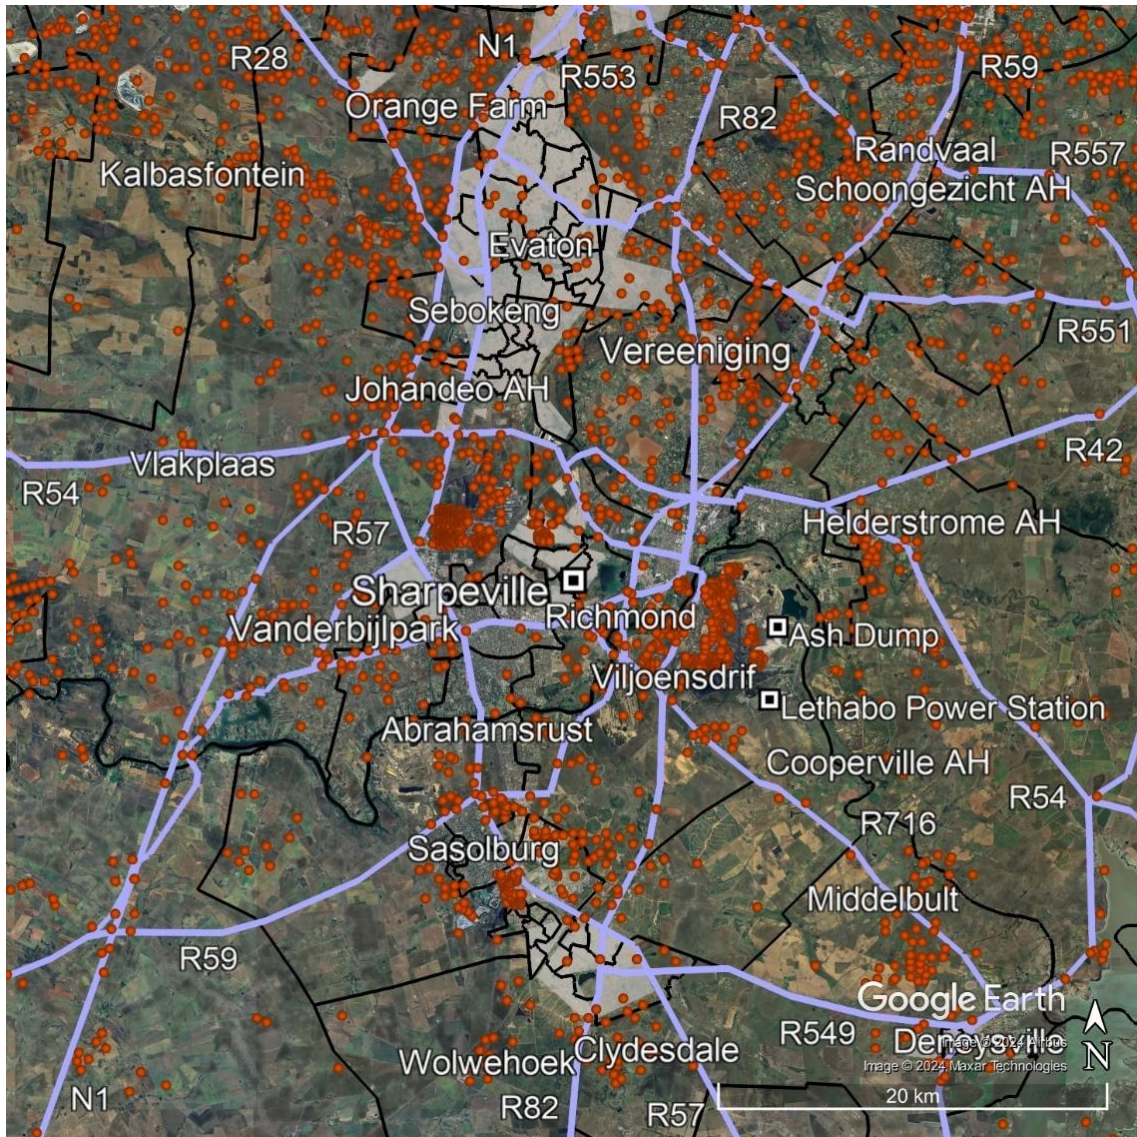 N1
R28
R59
R553
Orange Farm
R82
Randvaal
R557
Kalbasfontein
Schoongezicht AH
Evaton
Sebokeng
R551
Vereeniging
Johandeo AH
R42
Vlakplaas
R54
R57
Helderstrome AH
Sharpeville
Richmond
Vanderbijlpark
Ash Dump
Viljoensdrif
Lethabo Power Station
Abrahamsrust
Cooperville AH
R54
R716
Sasolburg
Middelbult
R59
Google Earth
R549
Deneysville
Image © 2024 Airbus
Image © 2024 Maxar Technologies
N
Wolwehoek
Clydesdale
20 km
N1
R82
R57